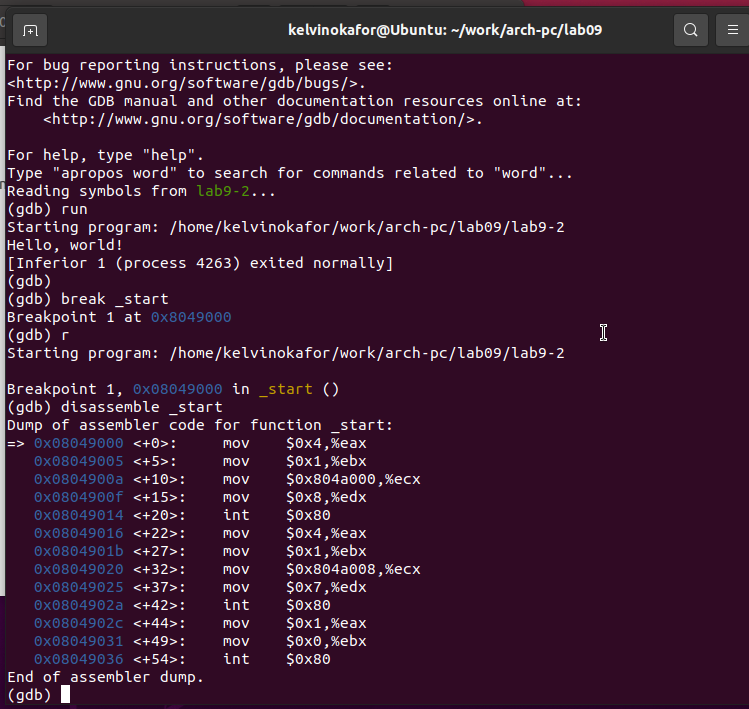 kelvinokafor@Ubuntu: ~/work/arch-pc/lab09
For bug reporting instructions, please see:
<http://www.gnu.org/software/gdb/bugs/>.
Find the GDB manual and other documentation resources online at:
    <http://www.gnu.org/software/gdb/documentation/>.

For help, type "help".
Type "apropos word" to search for commands related to "word"...
Reading symbols from lab9-2...
(gdb) run
Starting program: /home/kelvinokafor/work/arch-pc/lab09/lab9-2
Hello, world!
[Inferior 1 (process 4263) exited normally]
(gdb)
(gdb) break _start
Breakpoint 1 at 0x8049000
(gdb) r
Starting program: /home/kelvinokafor/work/arch-pc/lab09/lab9-2

Breakpoint 1, 0x08049000 in _start ()
(gdb) disassemble _start
Dump of assembler code for function _start:
=> 0x08049000 <+0>:     mov    $0x4,%eax
   0x08049005 <+5>:     mov    $0x1,%ebx
   0x0804900a <+10>:    mov    $0x804a000,%ecx
   0x0804900f <+15>:    mov    $0x8,%edx
   0x08049014 <+20>:    int    $0x80
   0x08049016 <+22>:    mov    $0x4,%eax
   0x0804901b <+27>:    mov    $0x1,%ebx
   0x08049020 <+32>:    mov    $0x804a008,%ecx
   0x08049025 <+37>:    mov    $0x7,%edx
   0x0804902a <+42>:    int    $0x80
   0x0804902c <+44>:    mov    $0x1,%eax
   0x08049031 <+49>:    mov    $0x0,%ebx
   0x08049036 <+54>:    int    $0x80
End of assembler dump.
(gdb)